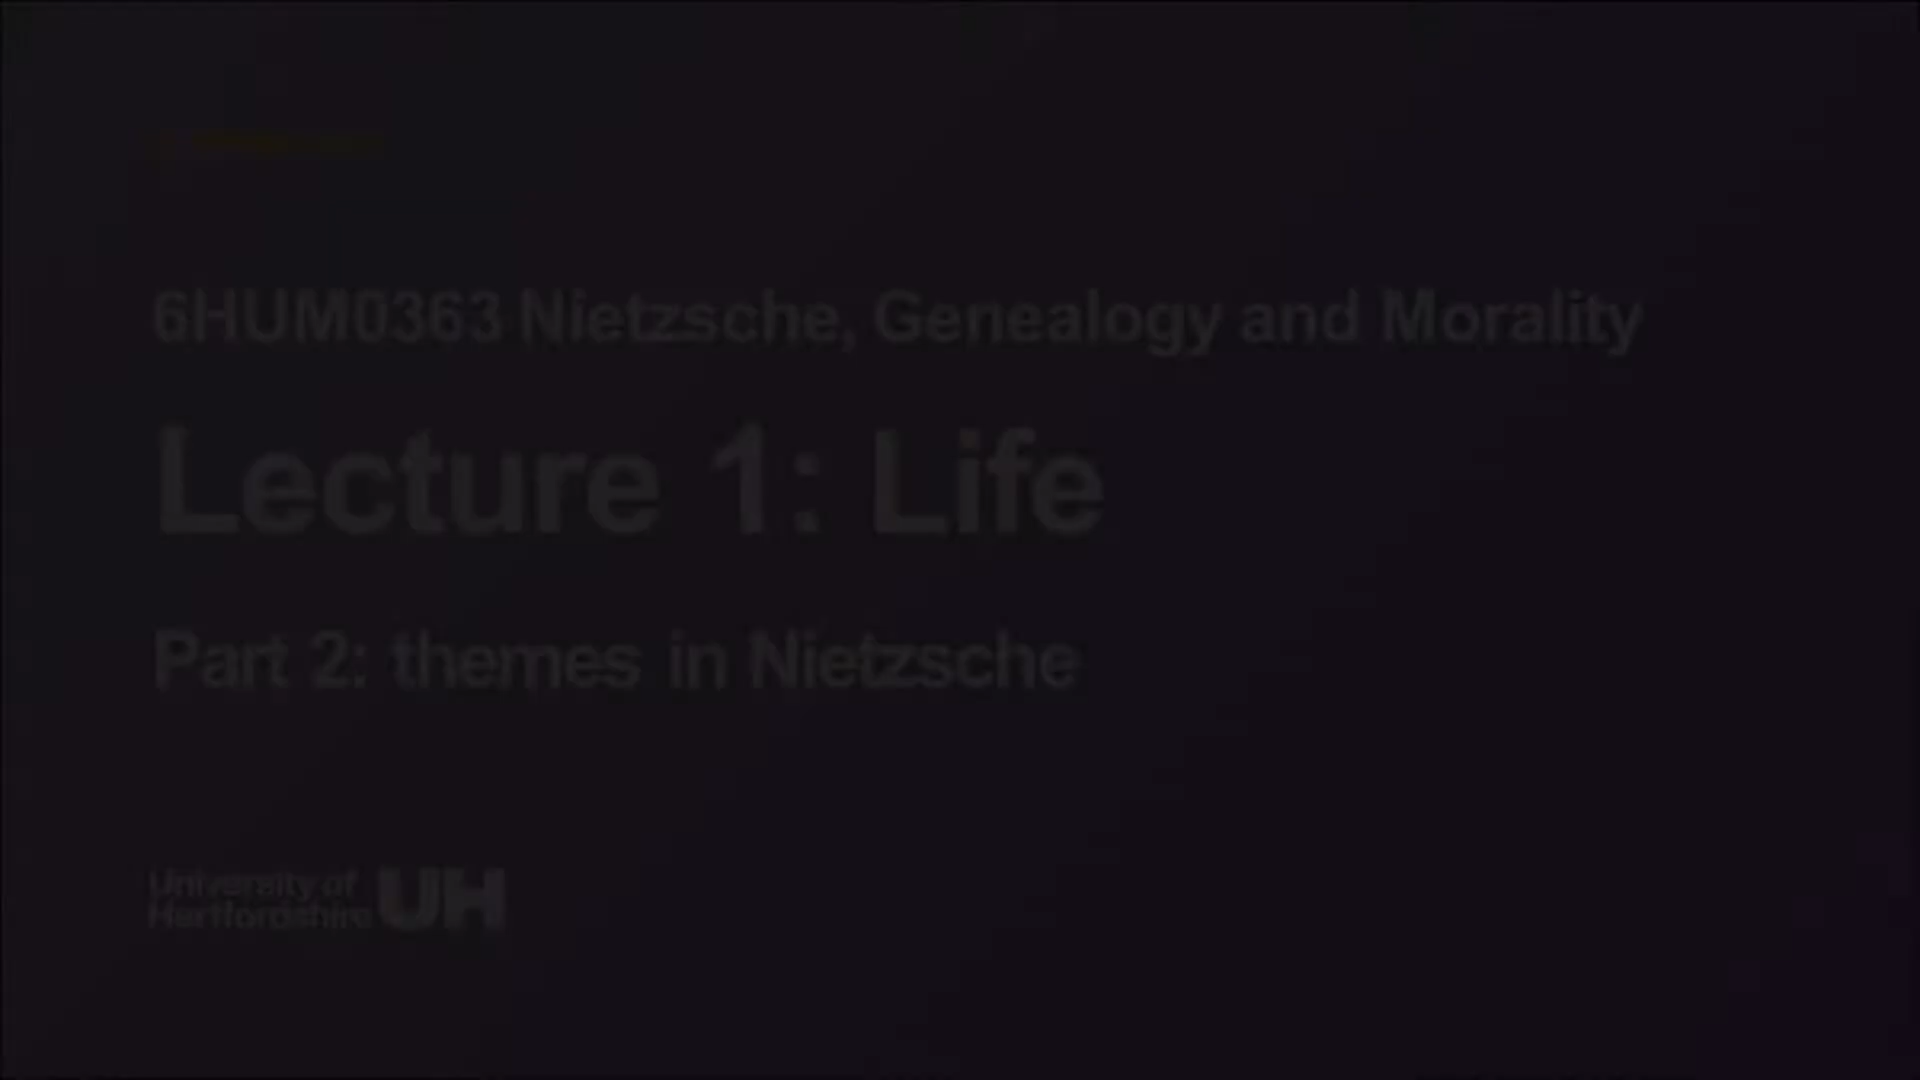 6HUM0363 Nietzsche, Genealogy and Morality
Lecture 1: Life
Part 2: themes in Nietzsche
University of
Hertfordshire UH